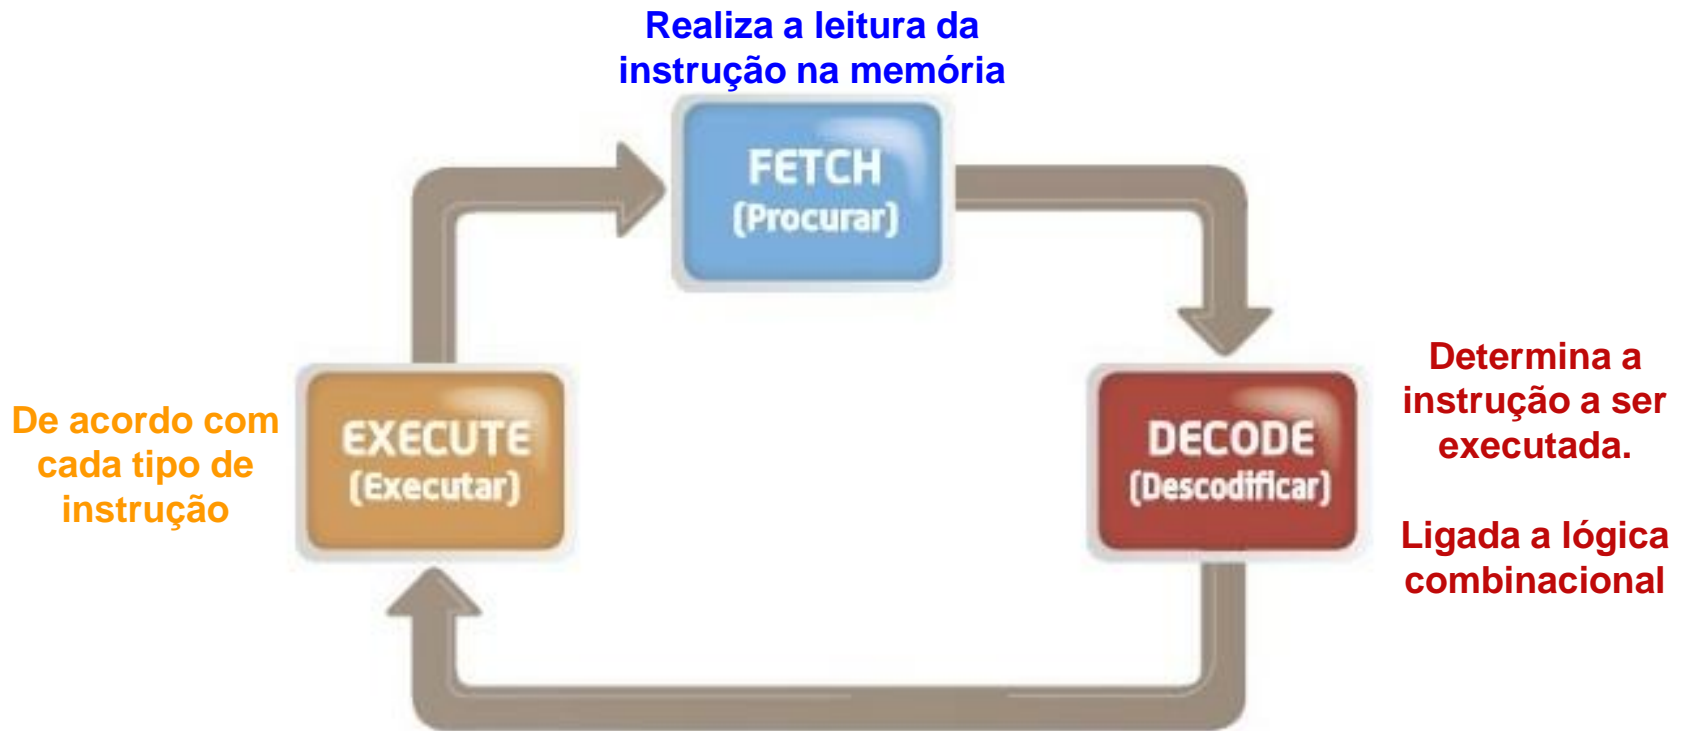 Realiza a leitura da
instrução na memória
FETCH
(Procurar)
De acordo com
cada tipo de
instrução
EXECUTE
(Executar)
DECODE
(Descodificar)
Determina a
instrução a ser
executada.
Ligada a lógica
combinacional